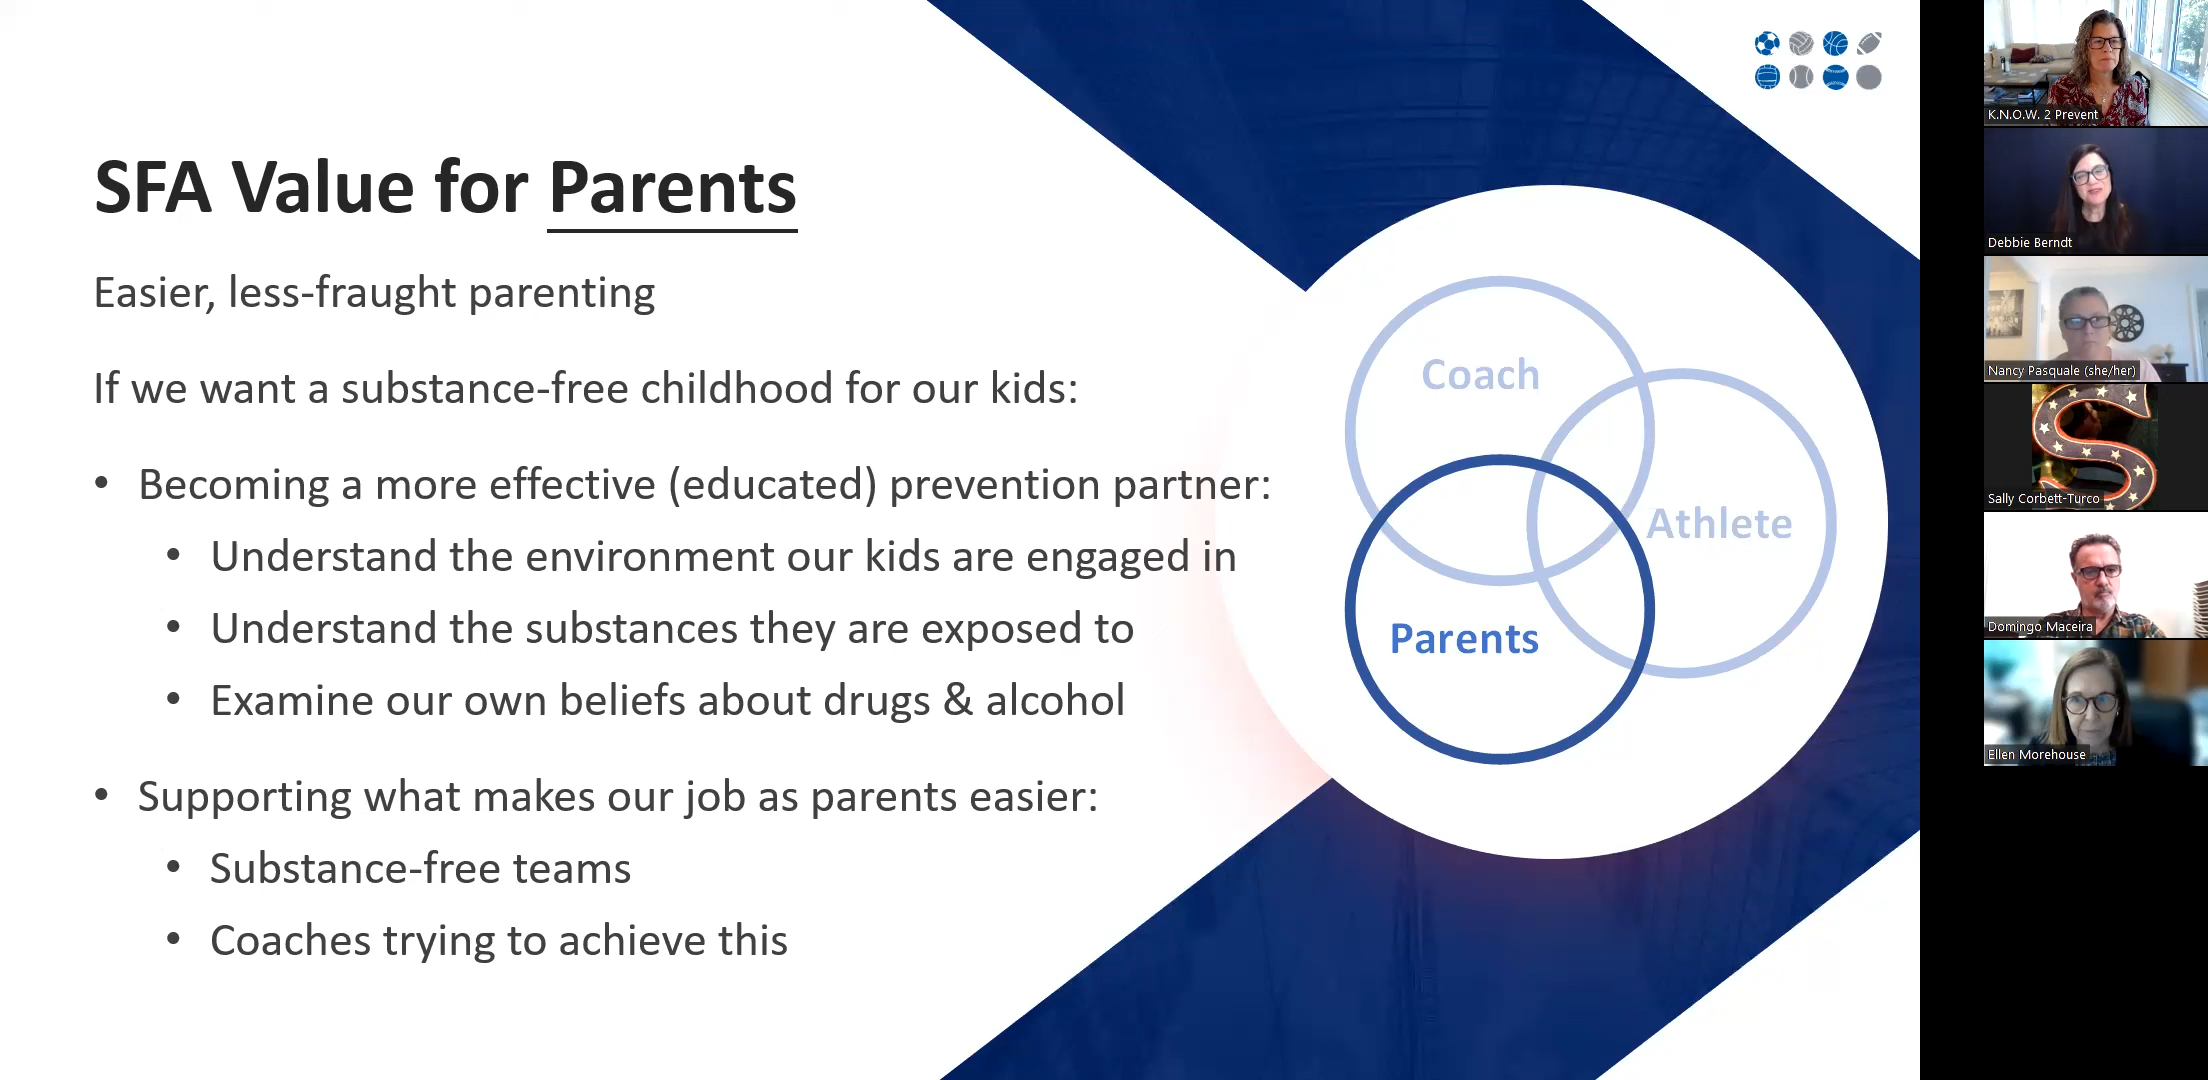 SFA Value for Parents
Easier, less-fraught parenting
If we want a substance-free childhood for our kids:
• Becoming a more effective (educated) prevention partner:
• Understand the environment our kids are engaged in
• Understand the substances they are exposed to
• Examine our own beliefs about drugs & alcohol
• Supporting what makes our job as parents easier:
• Substance-free teams
• Coaches trying to achieve this
Coach
Athlete
Parents
K.N.O.W. 2 Prevent
Debbie Berndt
Nancy Pasquale (she/her)
S
Sally Corbett-Turco
Domingo Maceira
Ellen Morehouse